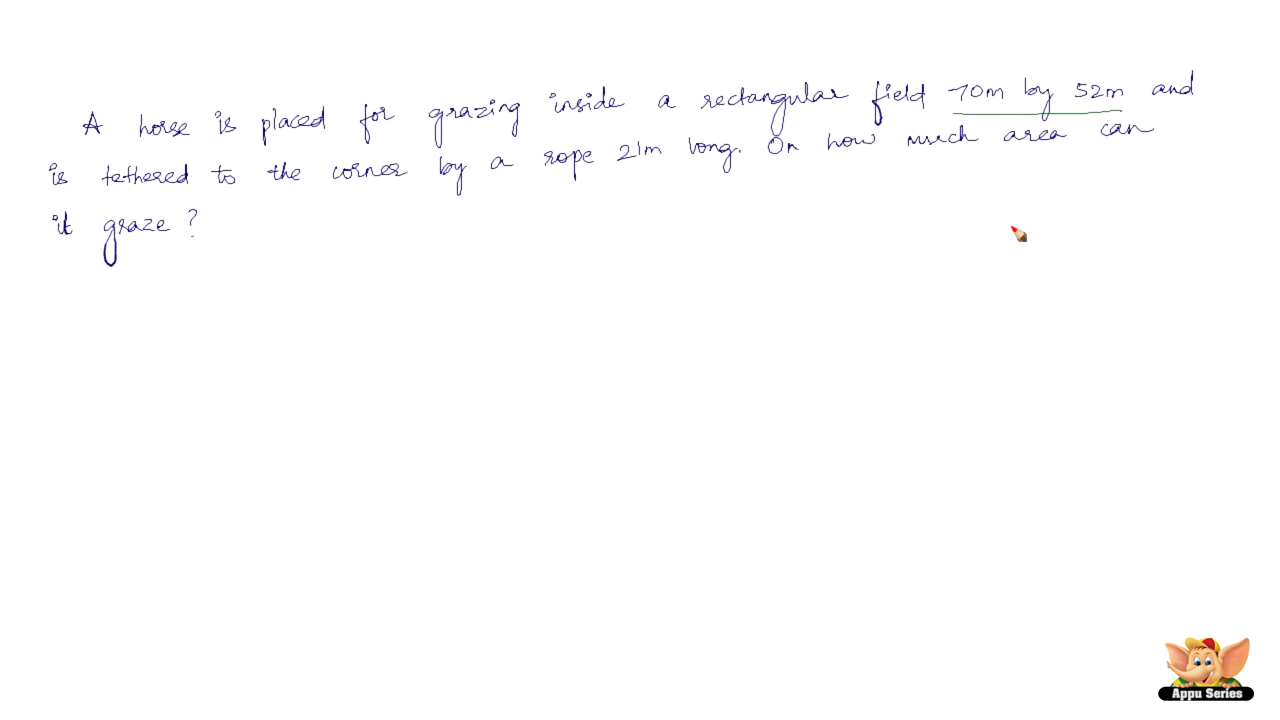 A horse is placed for grazing inside a rectangular field 70m by 52m and
is tethered to the corner by a rope 21m long. On how much area can
it graze?
Appu Series